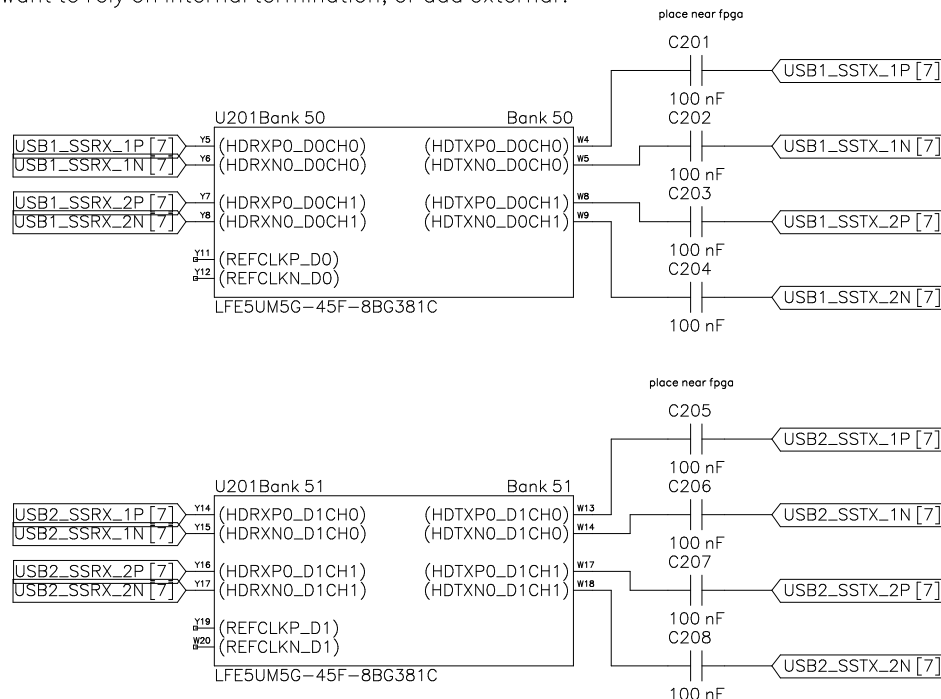 want to rely on internal termination, or add external?
place near fpga
C201
USB1_SSTX_1P [7]
100 nF
U201Bank 50
Bank 50
C202
USB1_SSRX_1P [7]
Y5
(HDRXP0_D0CH0)
(HDTXP0_D0CH0)
W4
USB1_SSTX_1N [7]
USB1_SSRX_1N [7]
Y6
(HDRXN0_D0CH0)
(HDTXN0_D0CH0)
W5
100 nF
C203
USB1_SSRX_2P [7]
Y7
(HDRXP0_D0CH1)
(HDTXP0_D0CH1)
W8
USB1_SSRX_2N [7]
Y8
(HDRXN0_D0CH1)
(HDTXN0_D0CH1)
W9
USB1_SSTX_2P [7]
100 nF
Y11
(REFCLKP_D0)
C204
Y12
(REFCLKN_D0)
USB1_SSTX_2N [7]
LFE5UM5G-45F-8BG381C
100 nF
place near fpga
C205
USB2_SSTX_1P [7]
100 nF
U201Bank 51
Bank 51
C206
USB2_SSRX_1P [7]
Y14
(HDRXP0_D1CH0)
(HDTXP0_D1CH0)
W13
USB2_SSTX_1N [7]
USB2_SSRX_1N [7]
Y15
(HDRXN0_D1CH0)
(HDTXN0_D1CH0)
W14
100 nF
C207
USB2_SSRX_2P [7]
Y16
(HDRXP0_D1CH1)
(HDTXP0_D1CH1)
W17
USB2_SSRX_2N [7]
Y17
(HDRXN0_D1CH1)
(HDTXN0_D1CH1)
W18
USB2_SSTX_2P [7]
100 nF
Y19
(REFCLKP_D1)
C208
W20
(REFCLKN_D1)
USB2_SSTX_2N [7]
LFE5UM5G-45F-8BG381C
100 nF